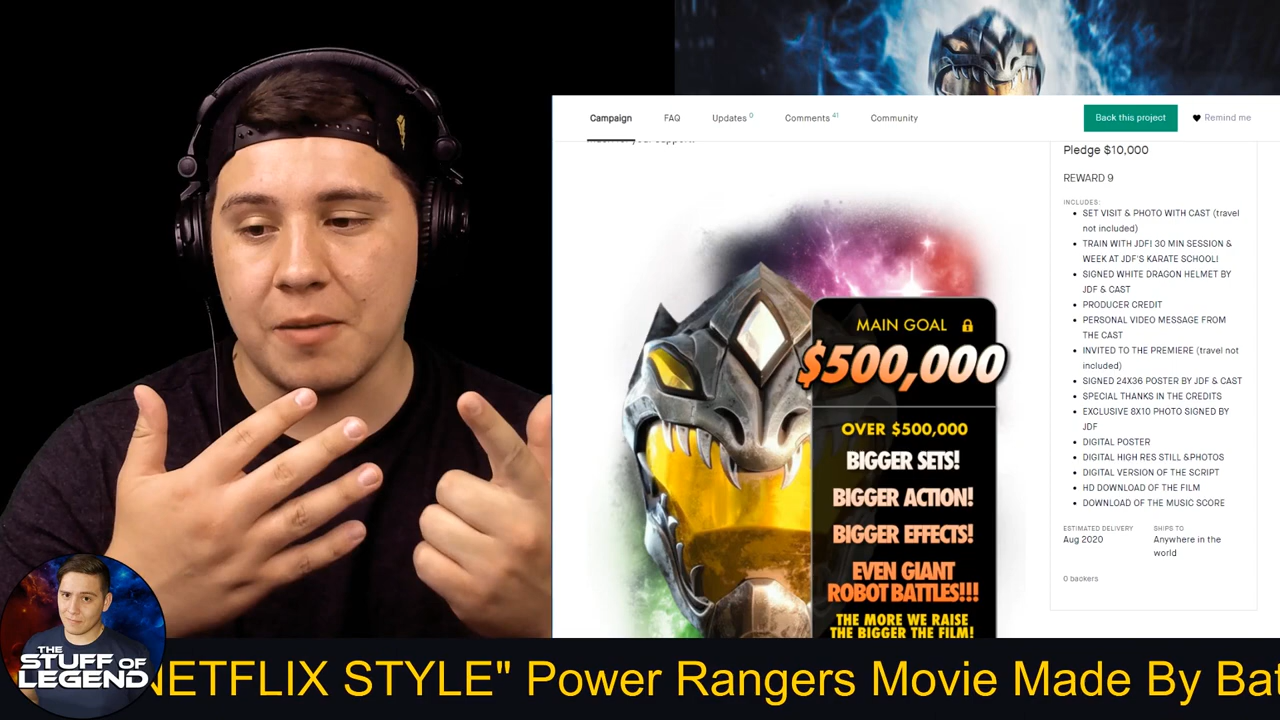 Campaign
FAQ
Updates 0
Comments 41
Community
Back this project
Remind me
Pledge $10,000
REWARD 9
INCLUDES:
SET VISIT & PHOTO WITH CAST (travel
not included)
TRAIN WITH JDF! 30 MIN SESSION &
WEEK AT JDF'S KARATE SCHOOL!
SIGNED WHITE DRAGON HELMET BY
JDF & CAST
PRODUCER CREDIT
PERSONAL VIDEO MESSAGE FROM
THE CAST
INVITED TO THE PREMIERE (travel not
included)
SIGNED 24X36 POSTER BY JDF & CAST
SPECIAL THANKS IN THE CREDITS
EXCLUSIVE 8X10 PHOTO SIGNED BY
JDF
DIGITAL POSTER
DIGITAL HIGH RES STILL &PHOTOS
DIGITAL VERSION OF THE SCRIPT
HD DOWNLOAD OF THE FILM
DOWNLOAD OF THE MUSIC SCORE
ESTIMATED DELIVERY
Aug 2020
SHIPS TO
Anywhere in the
world
0 backers
MAIN GOAL
$500,000
OVER $500,000
BIGGER SETS!
BIGGER ACTION!
BIGGER EFFECTS!
EVEN GIANT
ROBOT BATTLES!!!
THE MORE WE RAISE
THE BIGGER THE FILM!
THE
STUFF OF
LEGEND
NETFLIX STYLE" Power Rangers Movie Made By Bat